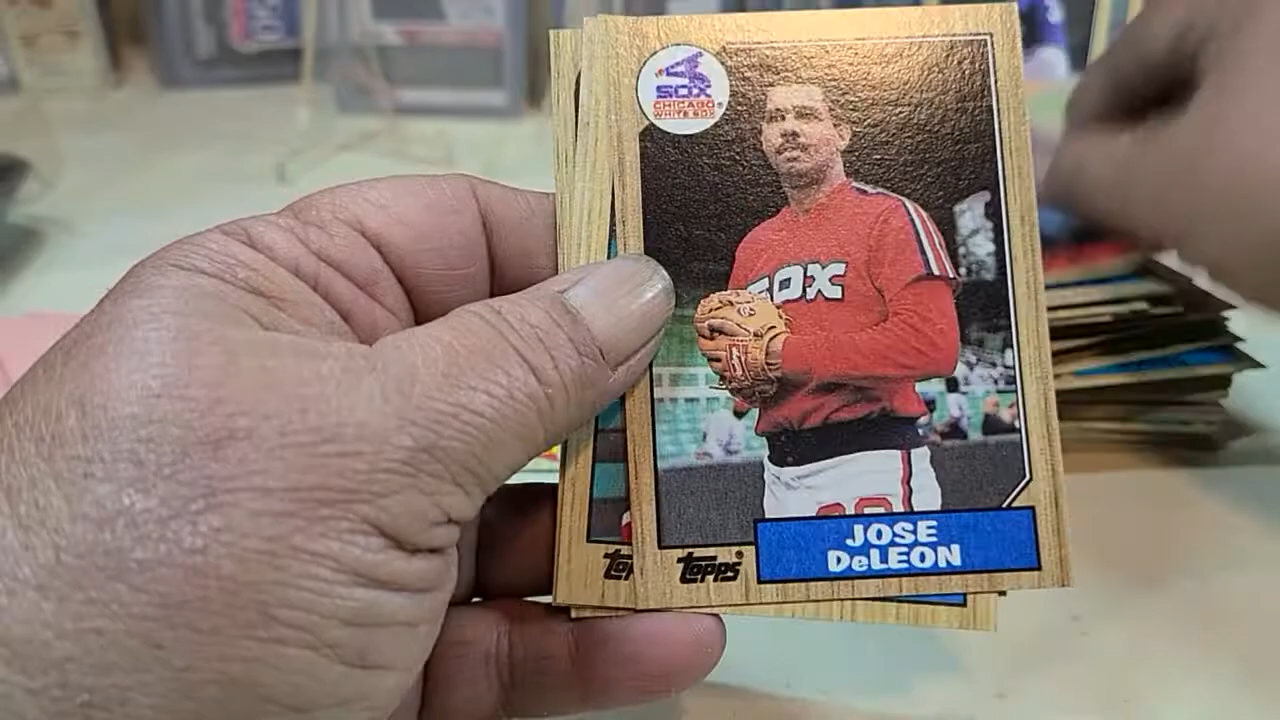 SOX
CHICAGO
WHITE SOX
SOX
JOSE
DeLEON
Topps